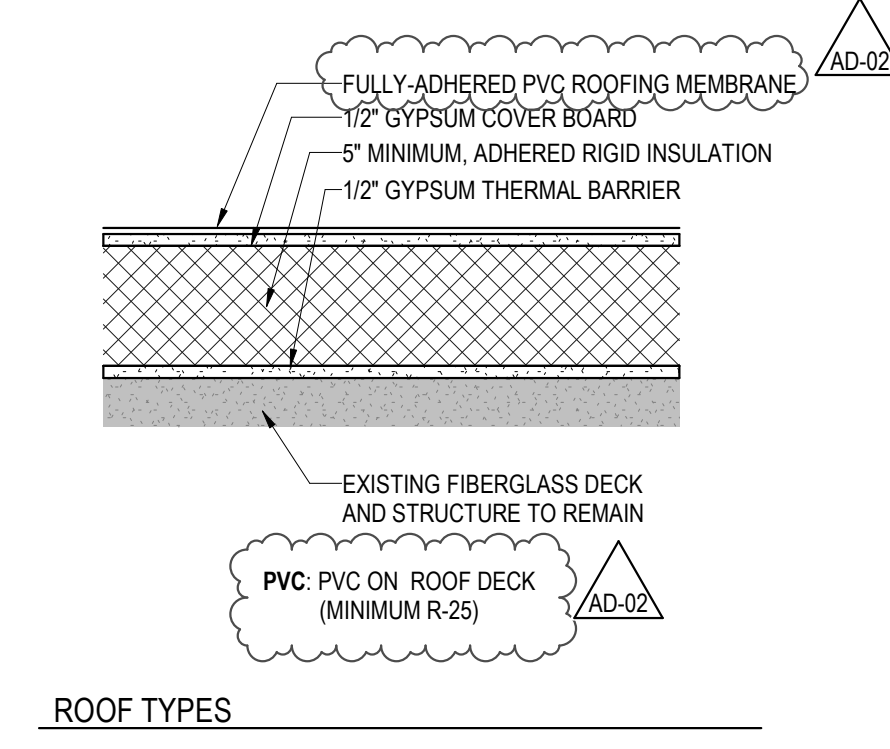 AD-02
FULLY-ADHERED PVC ROOFING MEMBRANE
1/2" GYPSUM COVER BOARD
5" MINIMUM, ADHERED RIGID INSULATION
1/2" GYPSUM THERMAL BARRIER
EXISTING FIBERGLASS DECK
AND STRUCTURE TO REMAIN
PVC: PVC ON ROOF DECK
(MINIMUM R-25)
AD-02
ROOF TYPES